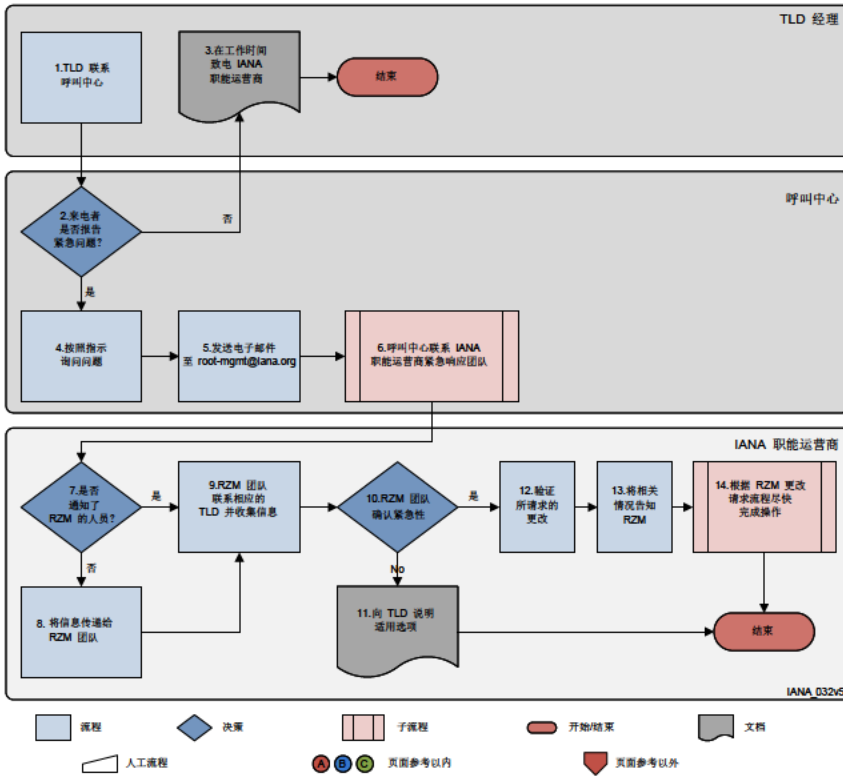 TLD 经理
1.TLD 联系
呼叫中心
3.在工作时间
致电 IANA
职能运营商
结束
呼叫中心
2.来电者
是否报告
紧急问题?
否
是
4.按照指示
询问问题
5.发送电子邮件
至 root-mgmt@iana.org
6.呼叫中心联系 IANA
职能运营商紧急响应团队
IANA 职能运营商
7.是否
通知了
RZM 的人员?
是
9.RZM 团队
联系相应的
TLD 并收集信息
10.RZM 团队
确认紧急性
是
12.验证
所请求的
更改
13.将相关
情况告知
RZM
14.根据 RZM 更改
请求流程尽快
完成操作
否
No
8. 将信息传递给
RZM 团队
11.向 TLD 说明
适用选项
结束
IANA_032v5
流程
决策
子流程
开始/结束
文档
人工流程
A B C
页面参考以内
页面参考以外